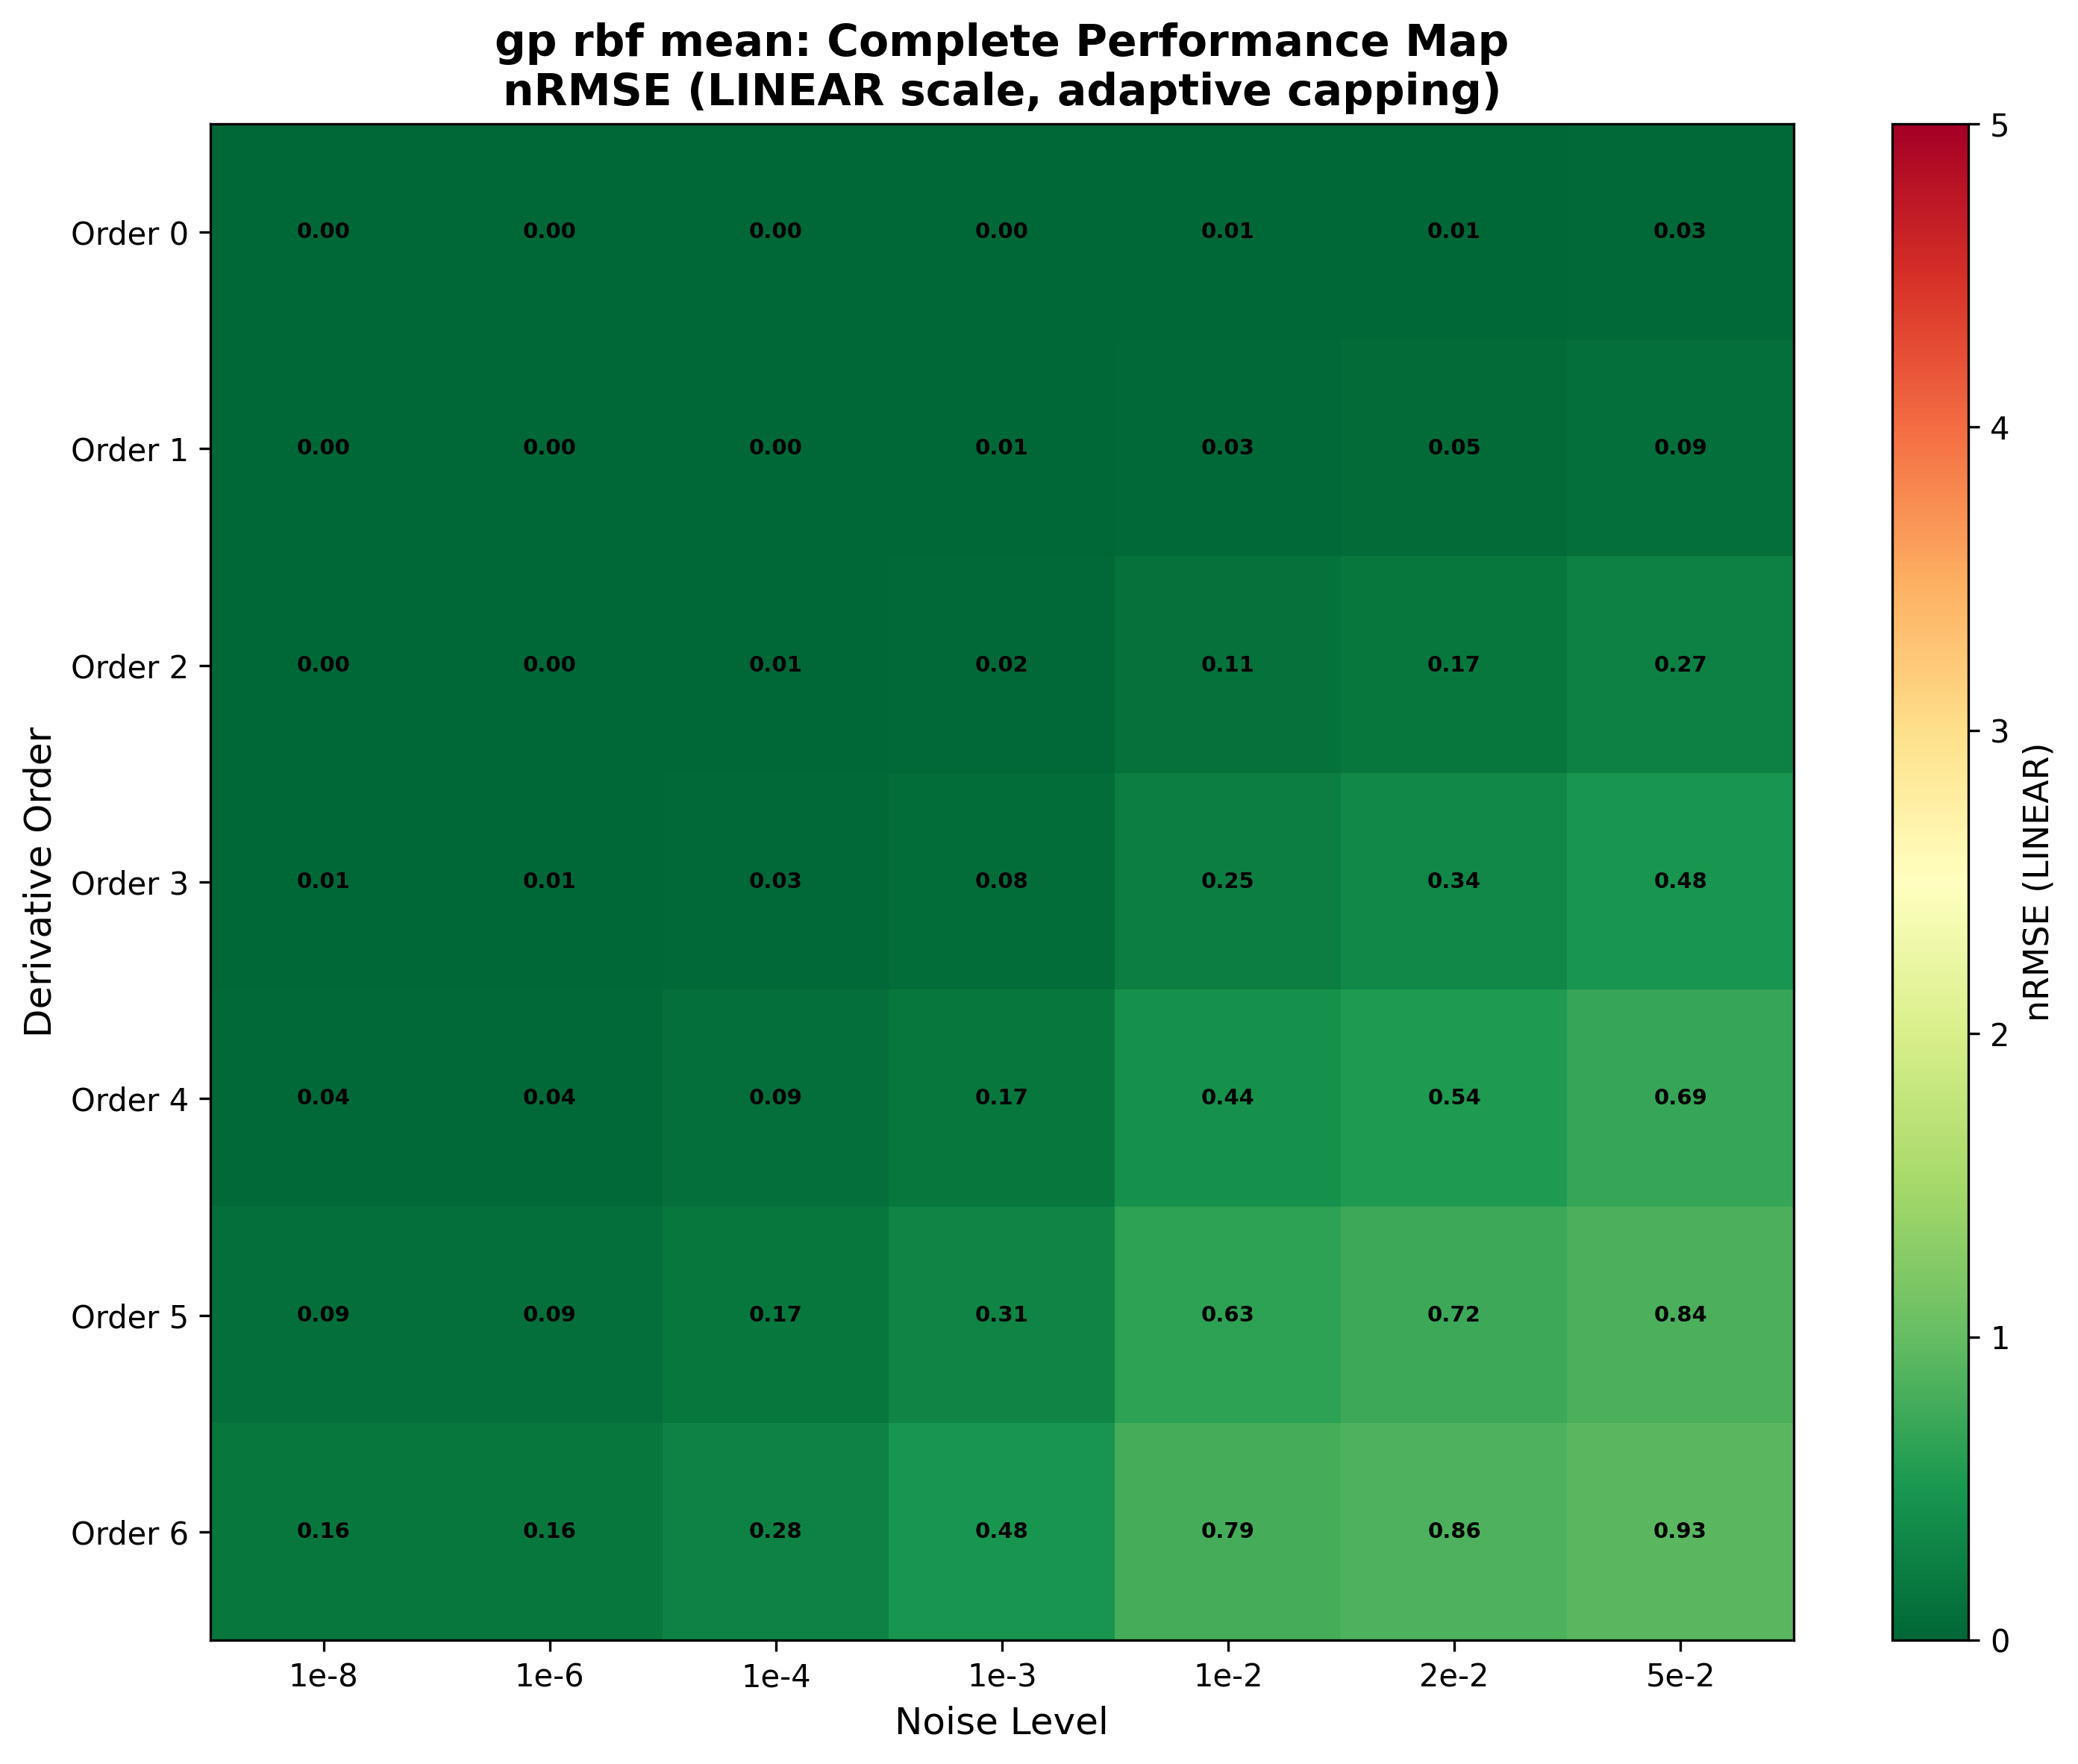 gp rbf mean: Complete Performance Map
nRMSE (LINEAR scale, adaptive capping)
Derivative Order
Order 0 0.00 0.00 0.00 0.00 0.01 0.01 0.03
Order 1 0.00 0.00 0.00 0.01 0.03 0.05 0.09
Order 2 0.00 0.00 0.01 0.02 0.11 0.17 0.27
Order 3 0.01 0.01 0.03 0.08 0.25 0.34 0.48
Order 4 0.04 0.04 0.09 0.17 0.44 0.54 0.69
Order 5 0.09 0.09 0.17 0.31 0.63 0.72 0.84
Order 6 0.16 0.16 0.28 0.48 0.79 0.86 0.93
1e-8 1e-6 1e-4 1e-3 1e-2 2e-2 5e-2
Noise Level
5
4
3
2
1
0
nRMSE (LINEAR)